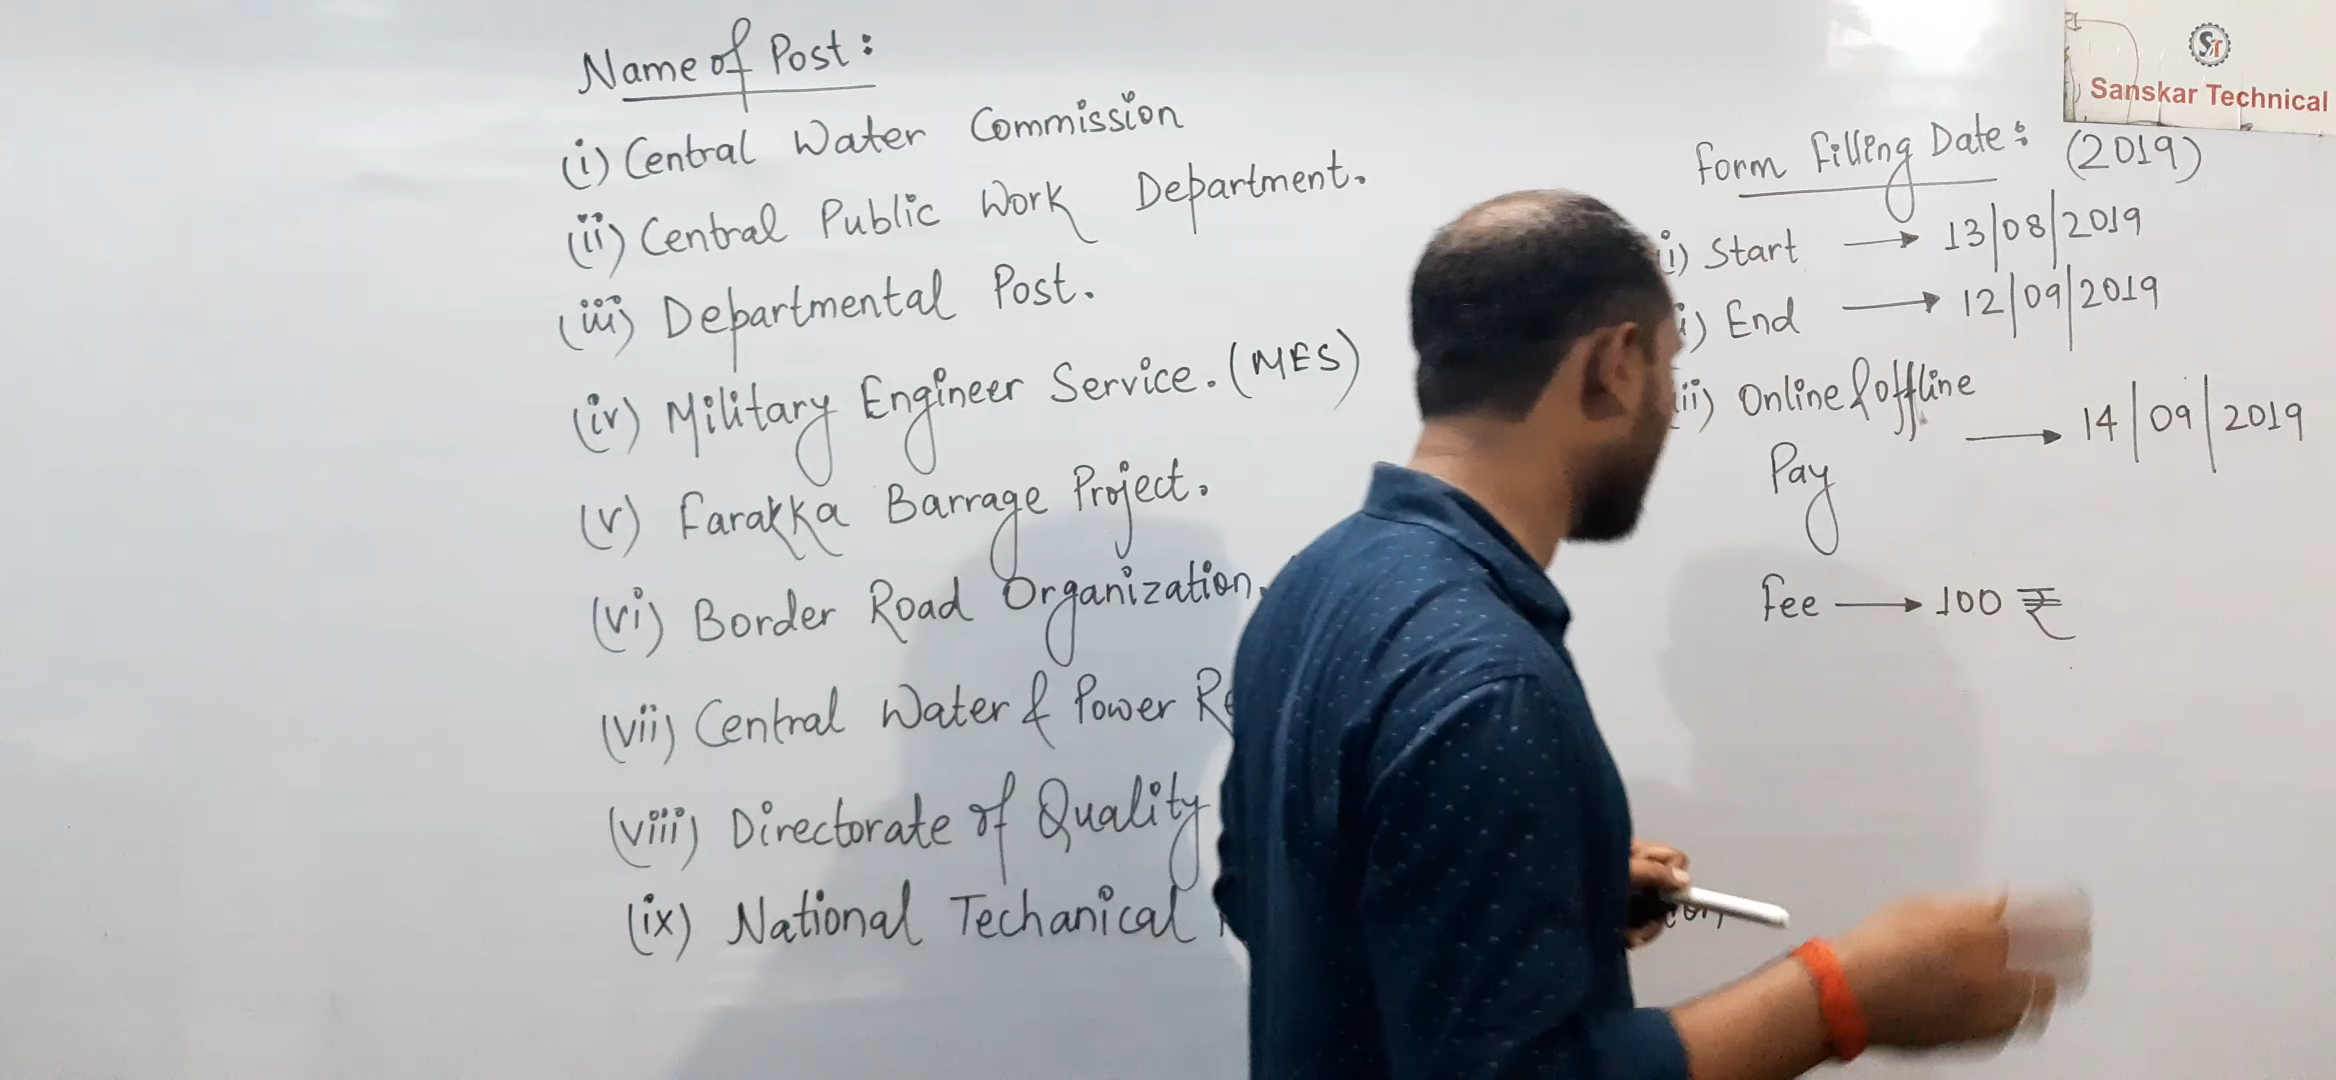 Name of Post :
(i) Central Water Commission
(ii) Central Public Work Department.
(iii) Departmental Post.
(iv) Military Engineer Service. (MES)
(v) Farakka Barrage Project.
(vi) Border Road Organization.
(vii) Central Water & Power
(viii) Directorate of Quality
(ix) National Techanical
Sanskar Technical
Form Filling Date : (2019)
i) Start → 13/08/2019
i) End → 12/09/2019
ii) Online & offline
Pay → 14/09/2019
Fee → 100 ₹